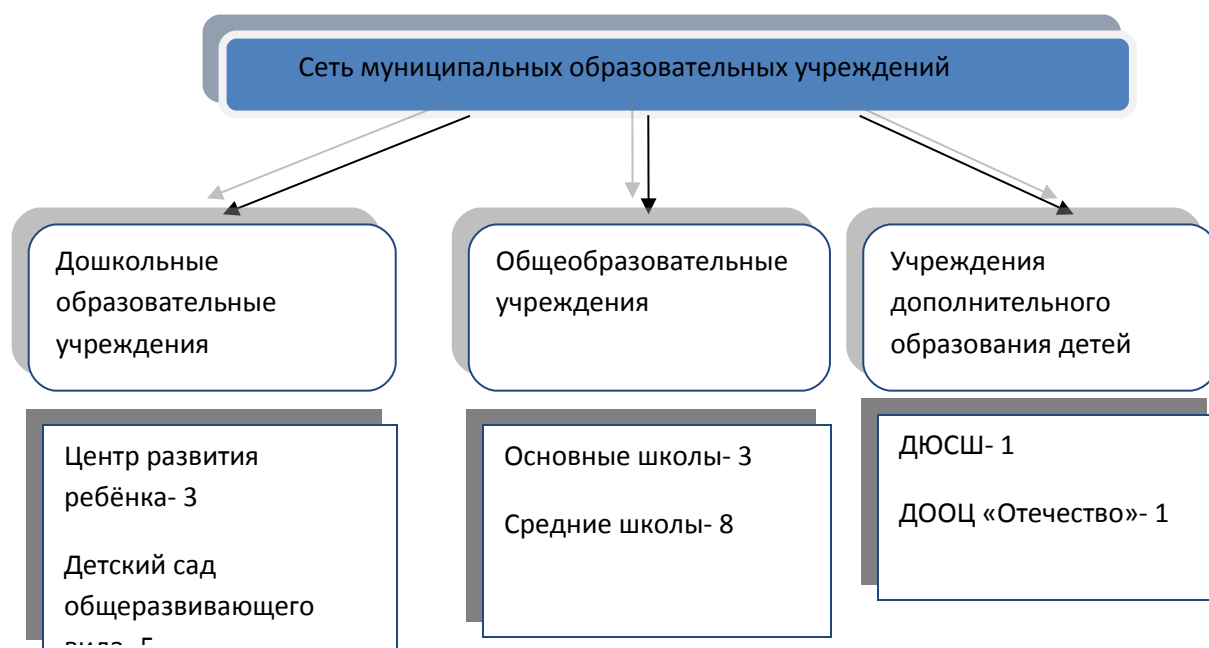 Сеть муниципальных образовательных учреждений
Дошкольные
образовательные
учреждения
Общеобразовательные
учреждения
Учреждения
дополнительного
образования детей
Центр развития
ребёнка- 3
Детский сад
общеразвивающего
Основные школы- 3
Средние школы- 8
ДЮСШ- 1
ДООЦ «Отечество»- 1